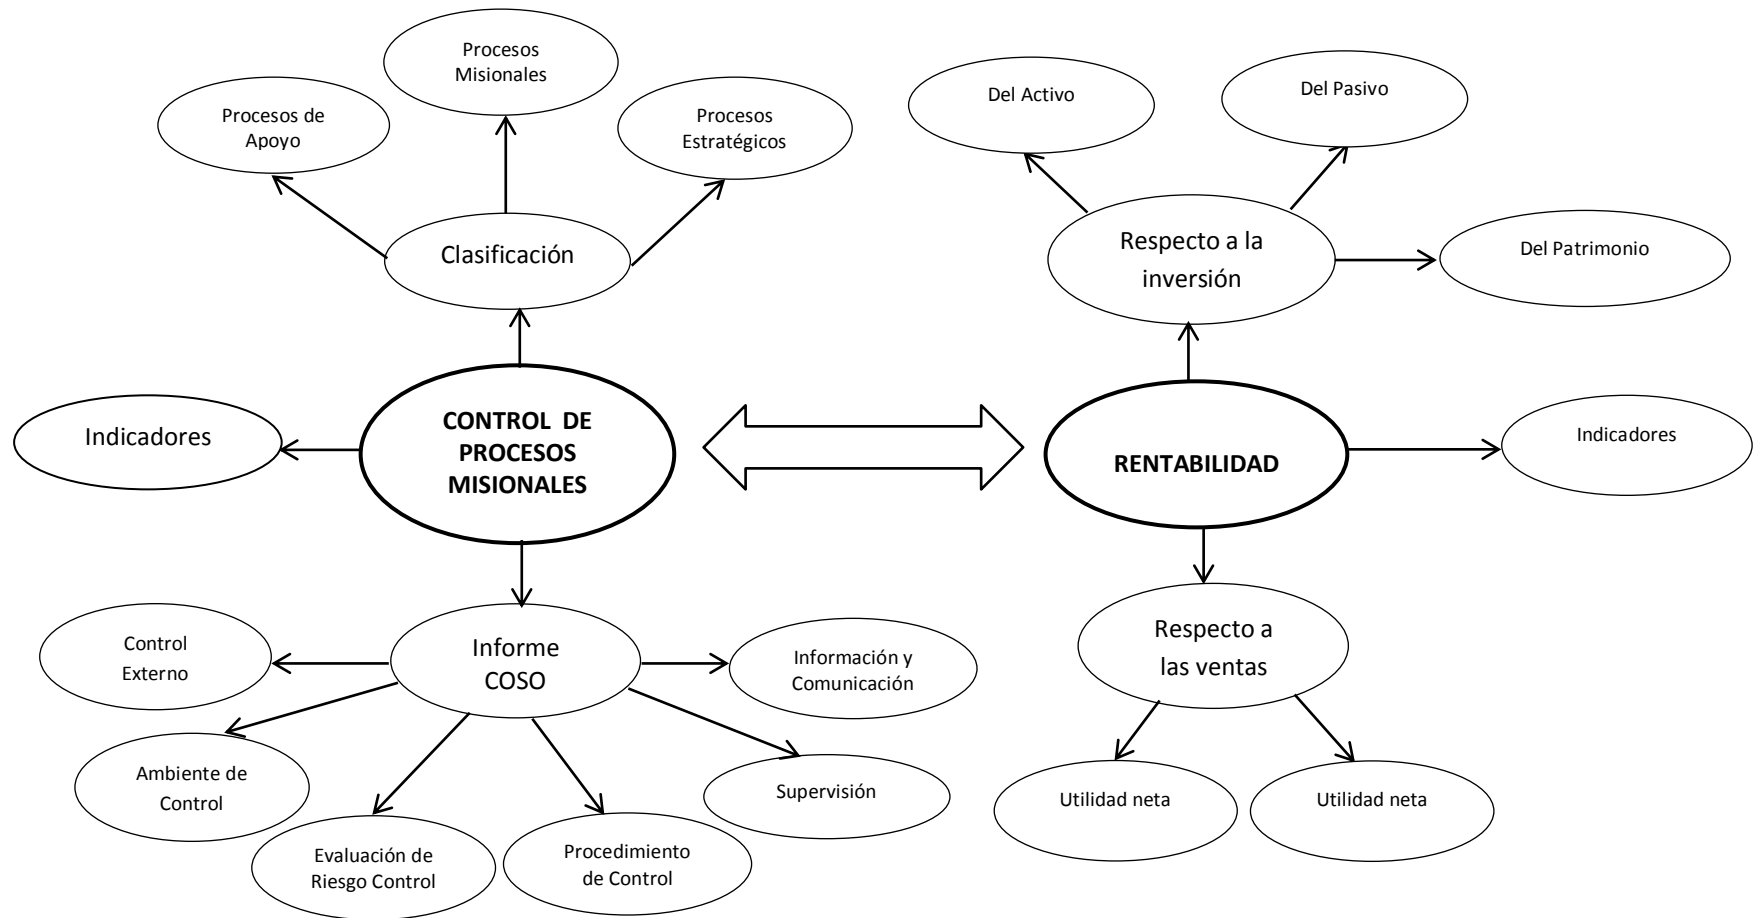 Procesos
Misionales
Procesos de
Apoyo
Procesos
Estratégicos
Clasificación
Del Activo
Del Pasivo
Respecto a la
inversión
Del Patrimonio
Indicadores
CONTROL DE
PROCESOS
MISIONALES
RENTABILIDAD
Indicadores
Control
Externo
Informe
COSO
Información y
Comunicación
Ambiente de
Control
Evaluación de
Riesgo Control
Procedimiento
de Control
Supervisión
Respecto a
las ventas
Utilidad neta
Utilidad neta